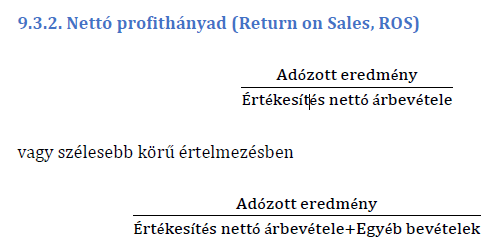 9.3.2. Nettó profithányad (Return on Sales, ROS)
Adózott eredmény
Értékesítés nettó árbevétele
vagy szélesebb körű értelmezésben
Adózott eredmény
Értékesítés nettó árbevétele+Egyéb bevételek